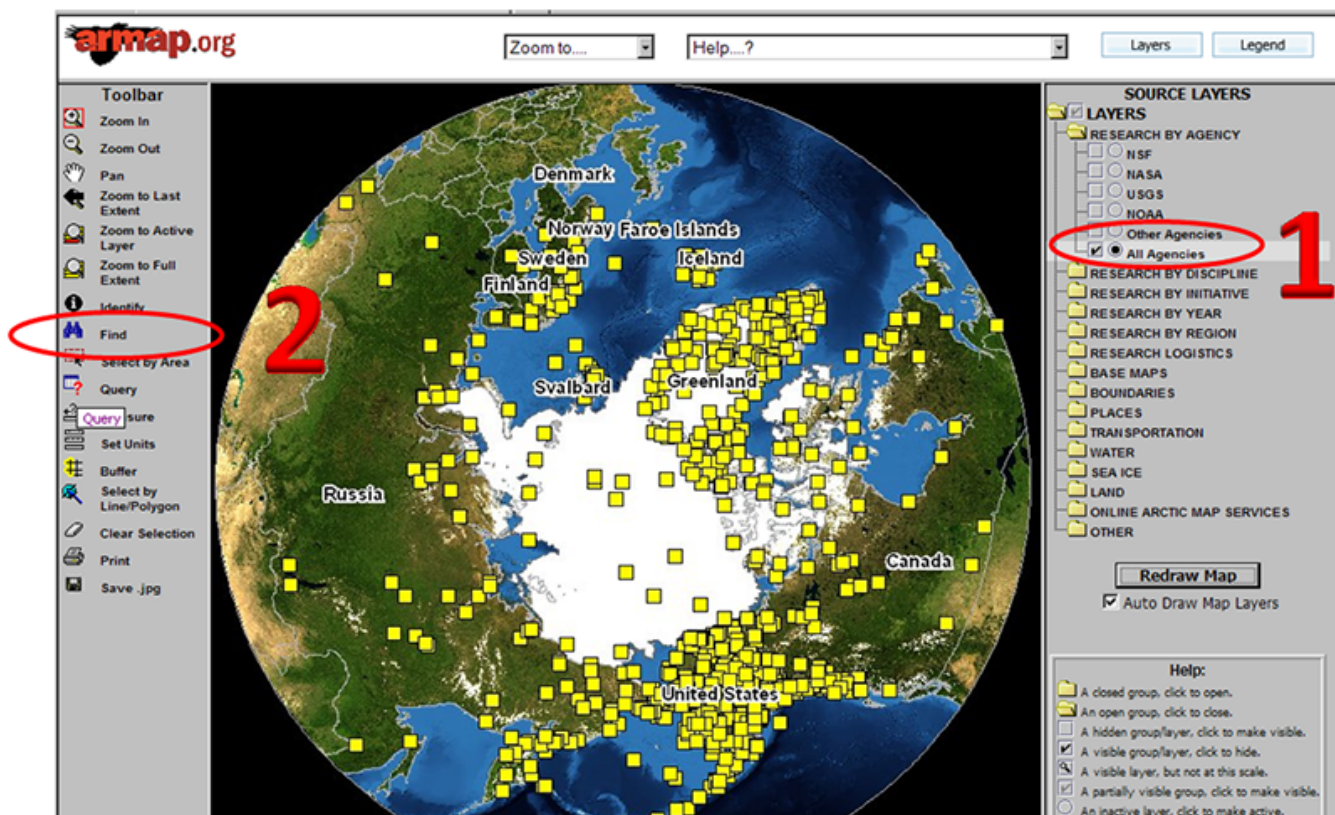 armap.org
Zoom to....
Help....?
Layers
Legend
Toolbar
Zoom In
Zoom Out
Pan
Zoom to Last
Extent
Zoom to Active
Layer
Zoom to Full
Extent
Identify
Find
Select by Area
Query
Query
sure
Set Units
Buffer
Select by
Line/Polygon
Clear Selection
Print
Save .jpg
2
Denmark
Norway
Faroe Islands
Sweden
Iceland
Finland
Svalbard
Greenland
Russia
Canada
United States
SOURCE LAYERS
LAYERS
RESEARCH BY AGENCY
NSF
NASA
USGS
NOAA
Other Agencies
All Agencies
1
RESEARCH BY DISCIPLINE
RESEARCH BY INITIATIVE
RESEARCH BY YEAR
RESEARCH BY REGION
RESEARCH LOGISTICS
BASE MAPS
BOUNDARIES
PLACES
TRANSPORTATION
WATER
SEA ICE
LAND
ONLINE ARCTIC MAP SERVICES
OTHER
Redraw Map
Auto Draw Map Layers
Help:
A closed group, click to open.
An open group, click to close.
A hidden group/layer, click to make visible.
A visible group/layer, click to hide.
A visible layer, but not at this scale.
A partially visible group, click to make visible.
An inactive layer, click to make active.